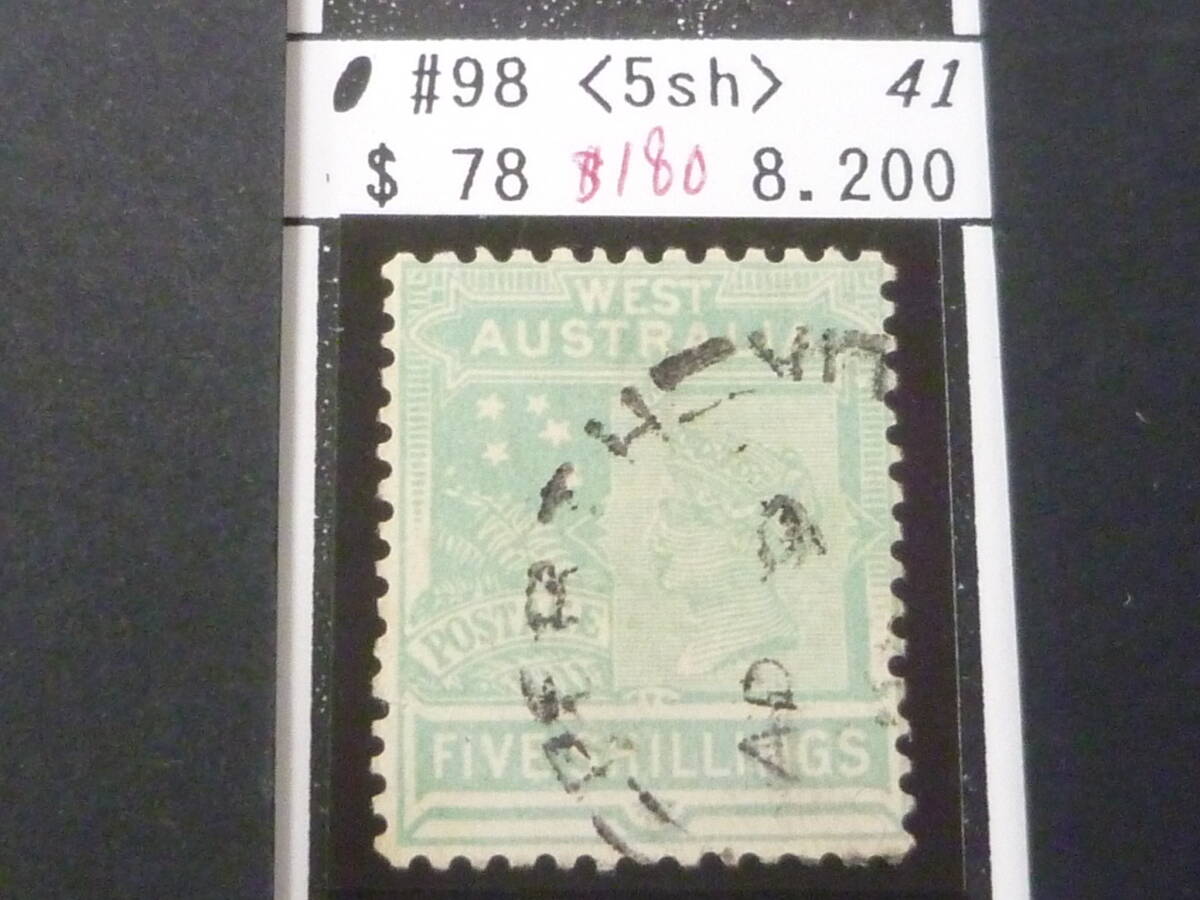 #98 <5sh> 41
$ 78 $180 8.200
WEST
AUSTRALIA
POSTAGE
FIVE SHILLINGS